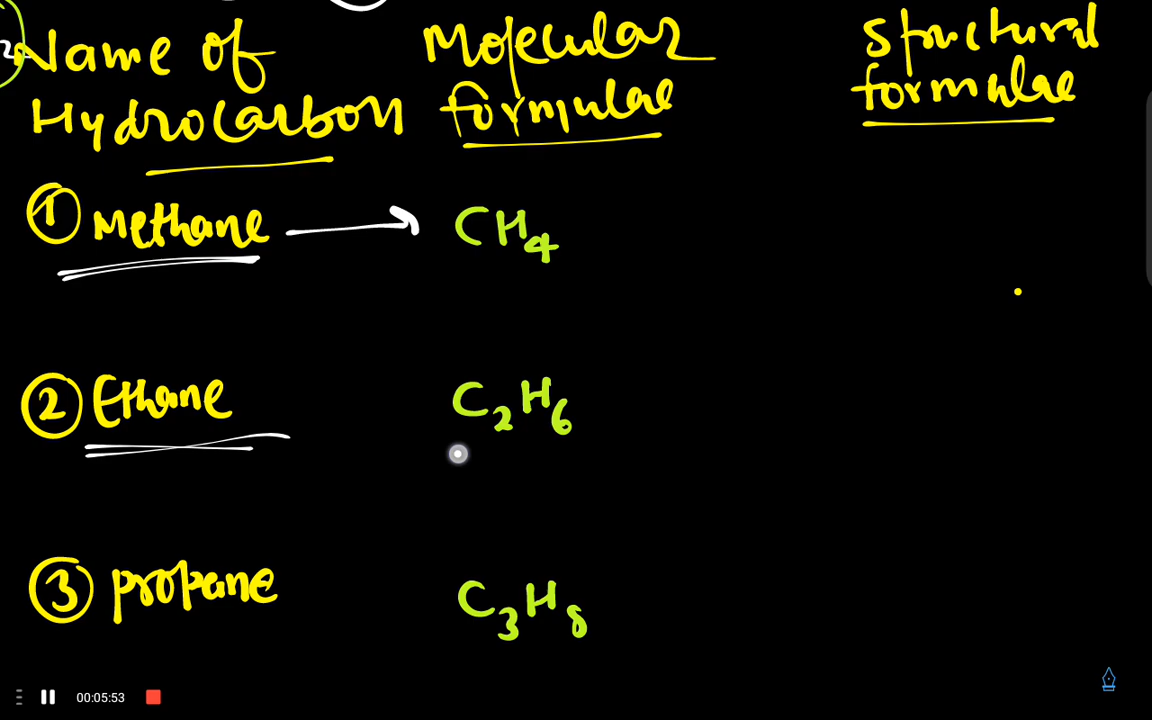 Name of Hydrocarbon
Molecular formulae
Structural formulae
① Methane → CH₄
② Ethane C₂H₆
③ propane C₃H₈
00:05:53